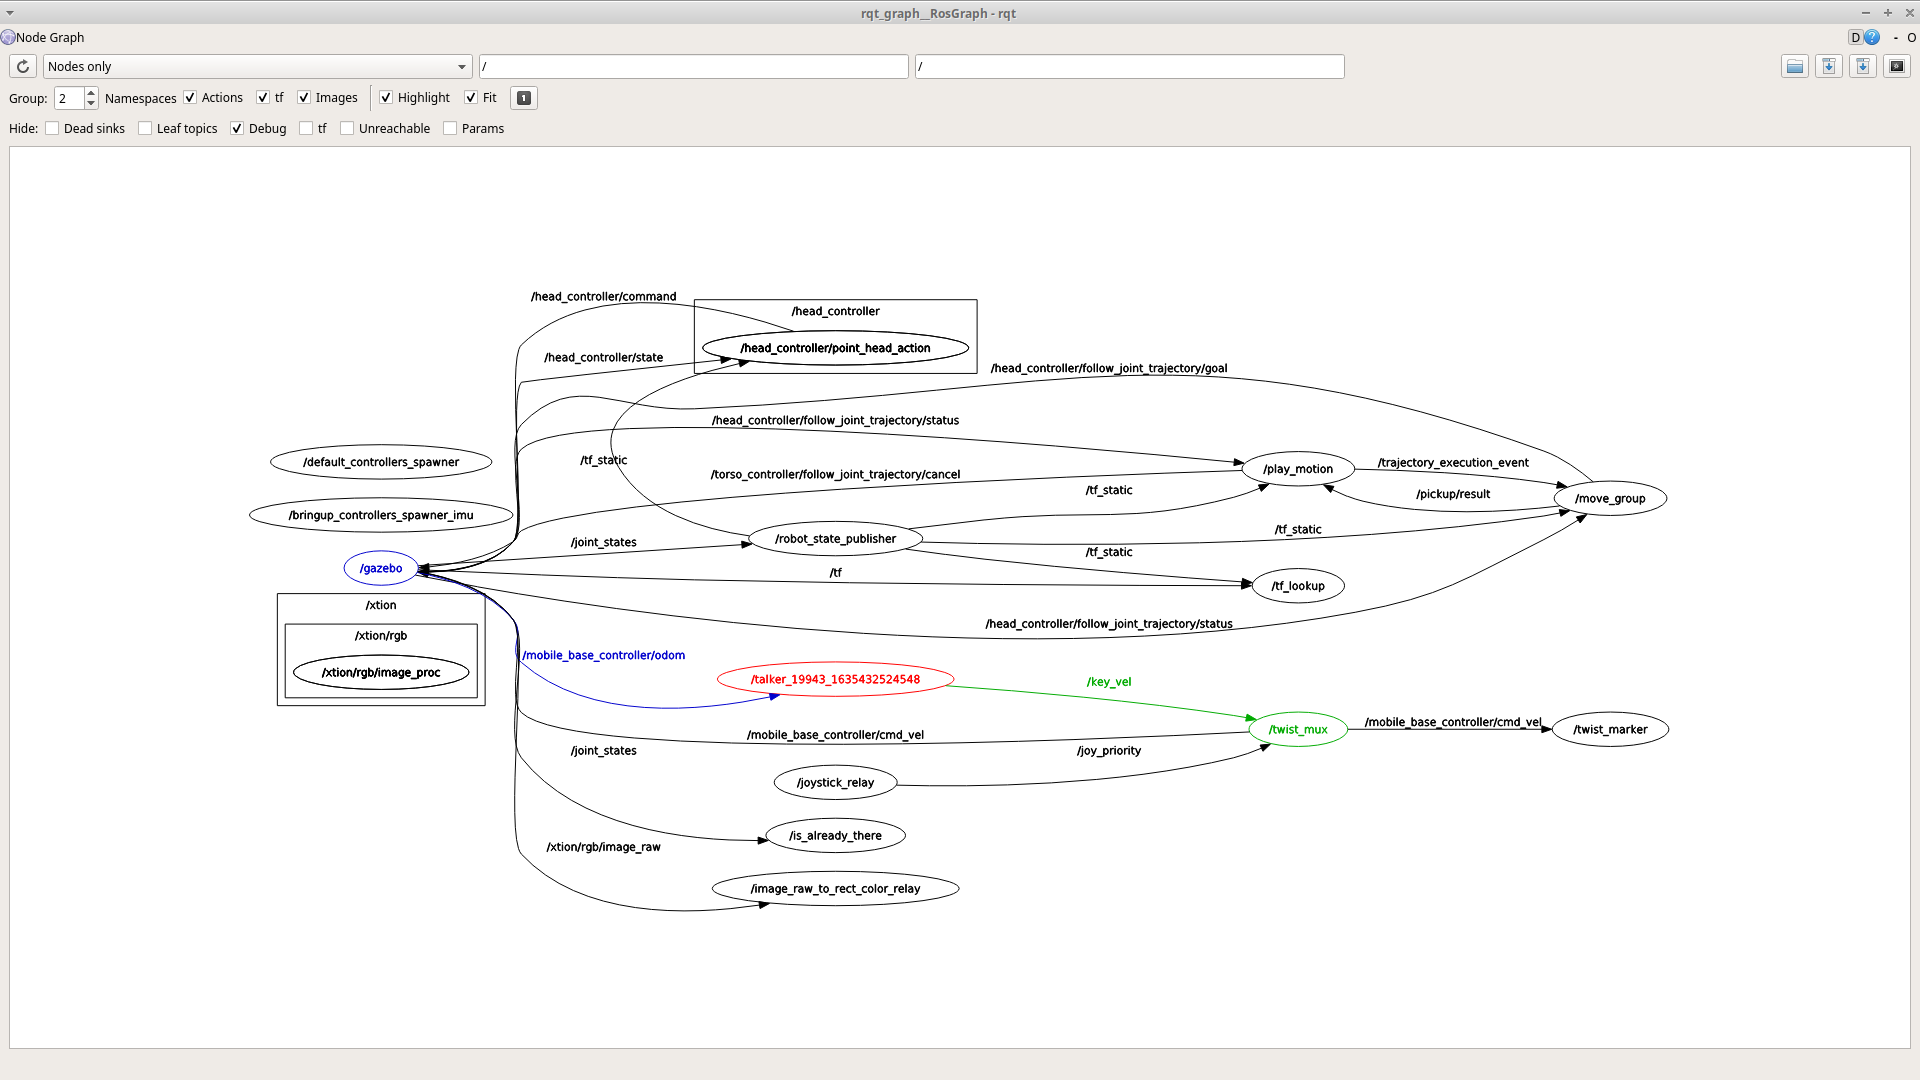 rqt_graph__RosGraph - rqt
Node Graph
D
?
- O
Nodes only
/
/
Group: 2 Namespaces Actions tf Images Highlight Fit 1
Hide: Dead sinks Leaf topics Debug tf Unreachable Params
/head_controller/command
/head_controller
/head_controller/point_head_action
/head_controller/state
/head_controller/follow_joint_trajectory/goal
/head_controller/follow_joint_trajectory/status
/default_controllers_spawner
/tf_static
/play_motion
/trajectory_execution_event
/torso_controller/follow_joint_trajectory/cancel
/tf_static
/pickup/result
/move_group
/bringup_controllers_spawner_imu
/tf_static
/joint_states
/robot_state_publisher
/tf_static
/gazebo
/tf
/tf_lookup
/xtion
/head_controller/follow_joint_trajectory/status
/xtion/rgb
/mobile_base_controller/odom
/xtion/rgb/image_proc
/talker_19943_1635432524548
/key_vel
/mobile_base_controller/cmd_vel
/twist_mux
/mobile_base_controller/cmd_vel
/twist_marker
/joint_states
/joy_priority
/joystick_relay
/is_already_there
/xtion/rgb/image_raw
/image_raw_to_rect_color_relay